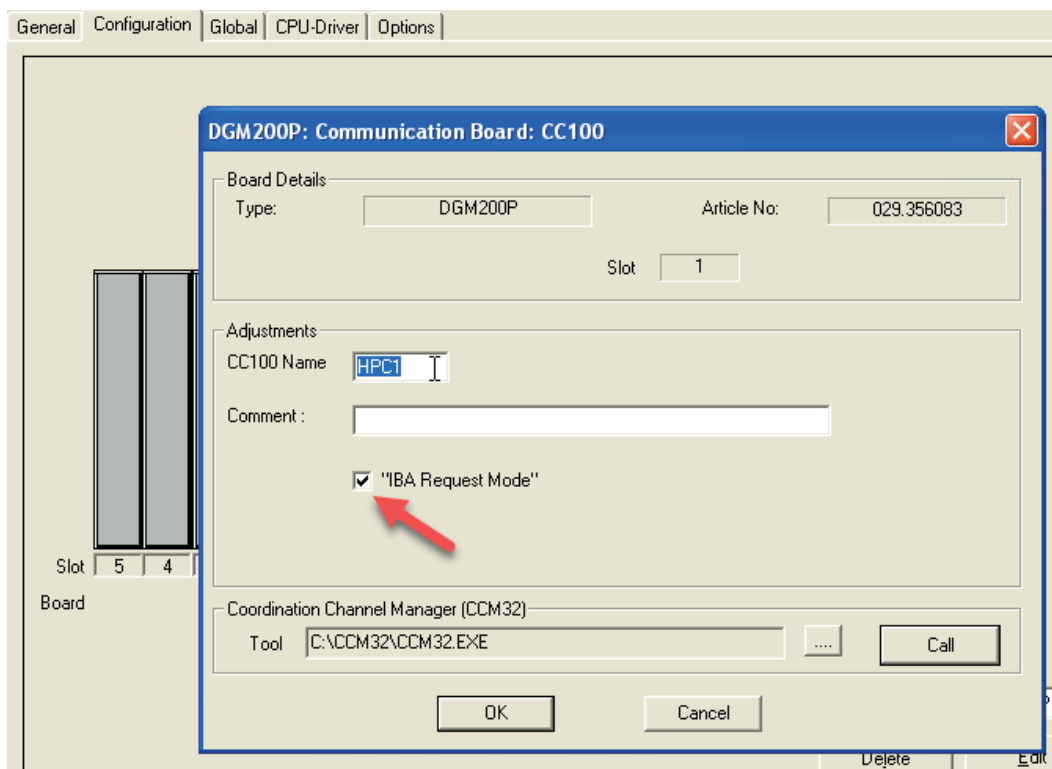 General Configuration Global CPU-Driver Options
DGM200P: Communication Board: CC100
Board Details
Type: DGM200P Article No: 029.356083
Slot 1
Adjustments
CC100 Name HPC1
Comment :
"IBA Request Mode"
Slot 5 4
Board
Coordination Channel Manager (CCM32)
Tool C:\CCM32\CCM32.EXE .... Call
OK Cancel
Delete Edit